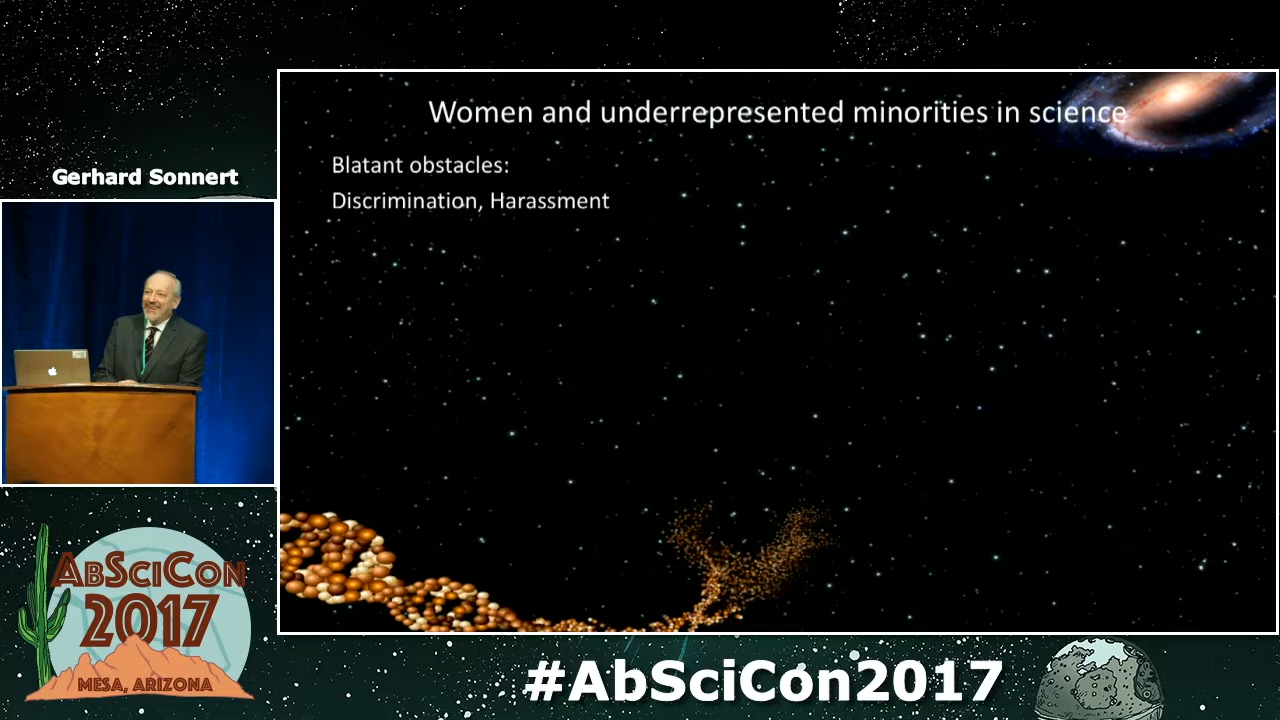 Women and underrepresented minorities in science
Blatant obstacles:
Discrimination, Harassment
Gerhard Sonnert
AbSciCon
2017
MESA, ARIZONA
#AbSciCon2017